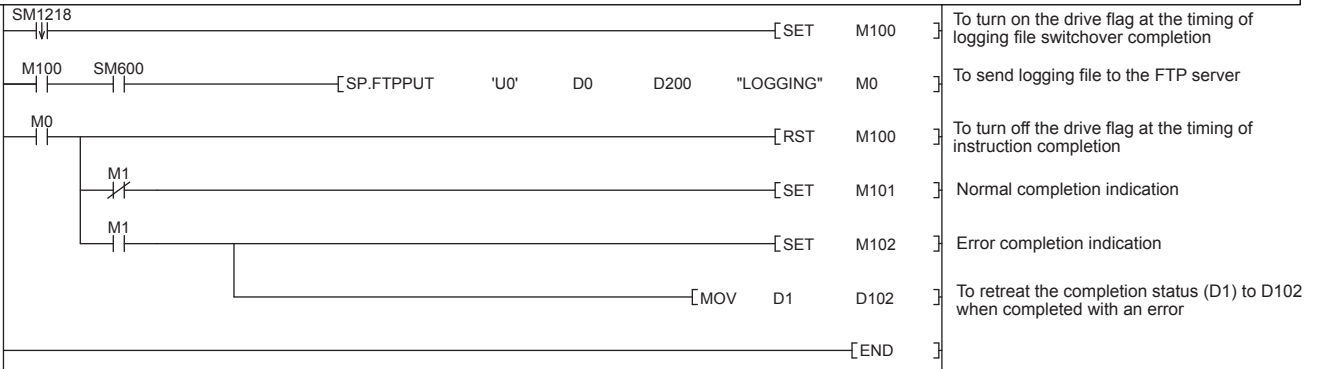 SM1218
SET M100
To turn on the drive flag at the timing of
logging file switchover completion
M100 SM600
SP.FTPPUT 'U0' D0 D200 "LOGGING" M0
To send logging file to the FTP server
M0
RST M100
To turn off the drive flag at the timing of
instruction completion
M1
SET M101
Normal completion indication
M1
SET M102
Error completion indication
MOV D1 D102
To retreat the completion status (D1) to D102
when completed with an error
END